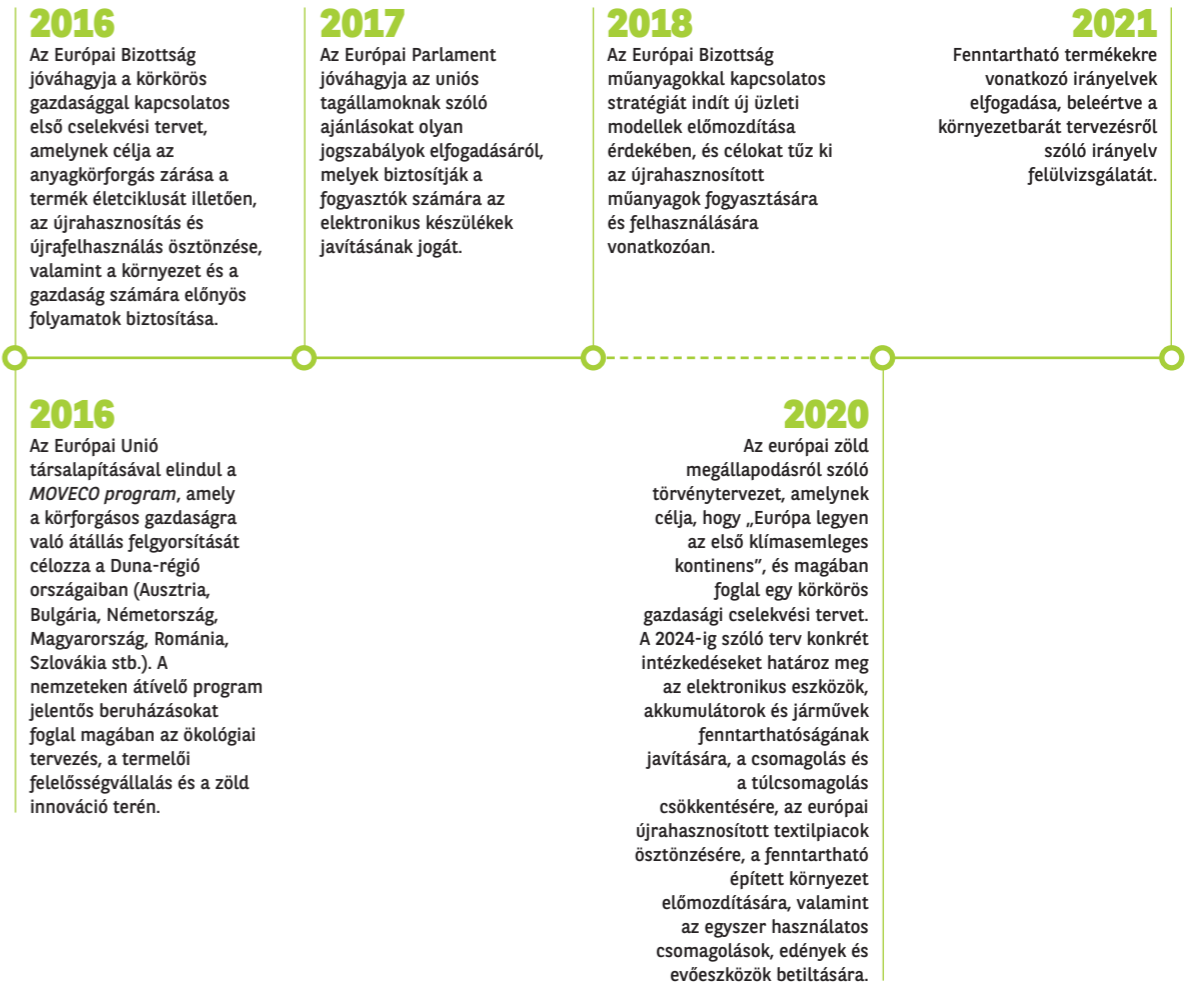 2016
Az Európai Bizottság
jóváhagyja a körkörös
gazdasággal kapcsolatos
első cselekvési tervet,
amelynek célja az
anyagkörforgás zárása a
termék életciklusát illetően,
az újrahasznosítás és
újrafelhasználás ösztönzése,
valamint a környezet és a
gazdaság számára előnyös
folyamatok biztosítása.
2017
Az Európai Parlament
jóváhagyja az uniós
tagállamoknak szóló
ajánlásokat olyan
jogszabályok elfogadásáról,
melyek biztosítják a
fogyasztók számára az
elektronikus készülékek
javításának jogát.
2018
Az Európai Bizottság
műanyagokkal kapcsolatos
stratégiát indít új üzleti
modellek előmozdítása
érdekében, és célokat tűz ki
az újrahasznosított
műanyagok fogyasztására
és felhasználására
vonatkozóan.
2021
Fenntartható termékekre
vonatkozó irányelvek
elfogadása, beleértve a
környezetbarát tervezésről
szóló irányelv
felülvizsgálatát.
2016
Az Európai Unió
társalapításával elindul a
MOVECO program, amely
a körforgásos gazdaságra
való átállás felgyorsítását
célozza a Duna-régió
országaiban (Ausztria,
Bulgária, Németország,
Magyarország, Románia,
Szlovákia stb.). A
nemzeteken átívelő program
jelentős beruházásokat
foglal magában az ökológiai
tervezés, a termelői
felelősségvállalás és a zöld
innováció terén.
2020
Az európai zöld
megállapodásról szóló
törvénytervezet, amelynek
célja, hogy „Európa legyen
az első klímasemleges
kontinens”, és magában
foglal egy körkörös
gazdasági cselekvési tervet.
A 2024-ig szóló terv konkrét
intézkedéseket határoz meg
az elektronikus eszközök,
akkumulátorok és járművek
fenntarthatóságának
javítására, a csomagolás és
a túlcsomagolás
csökkentésére, az európai
újrahasznosított textilpiacok
ösztönzésére, a fenntartható
épített környezet
előmozdítására, valamint
az egyszer használatos
csomagolások, edények és
evőeszközök betiltására.